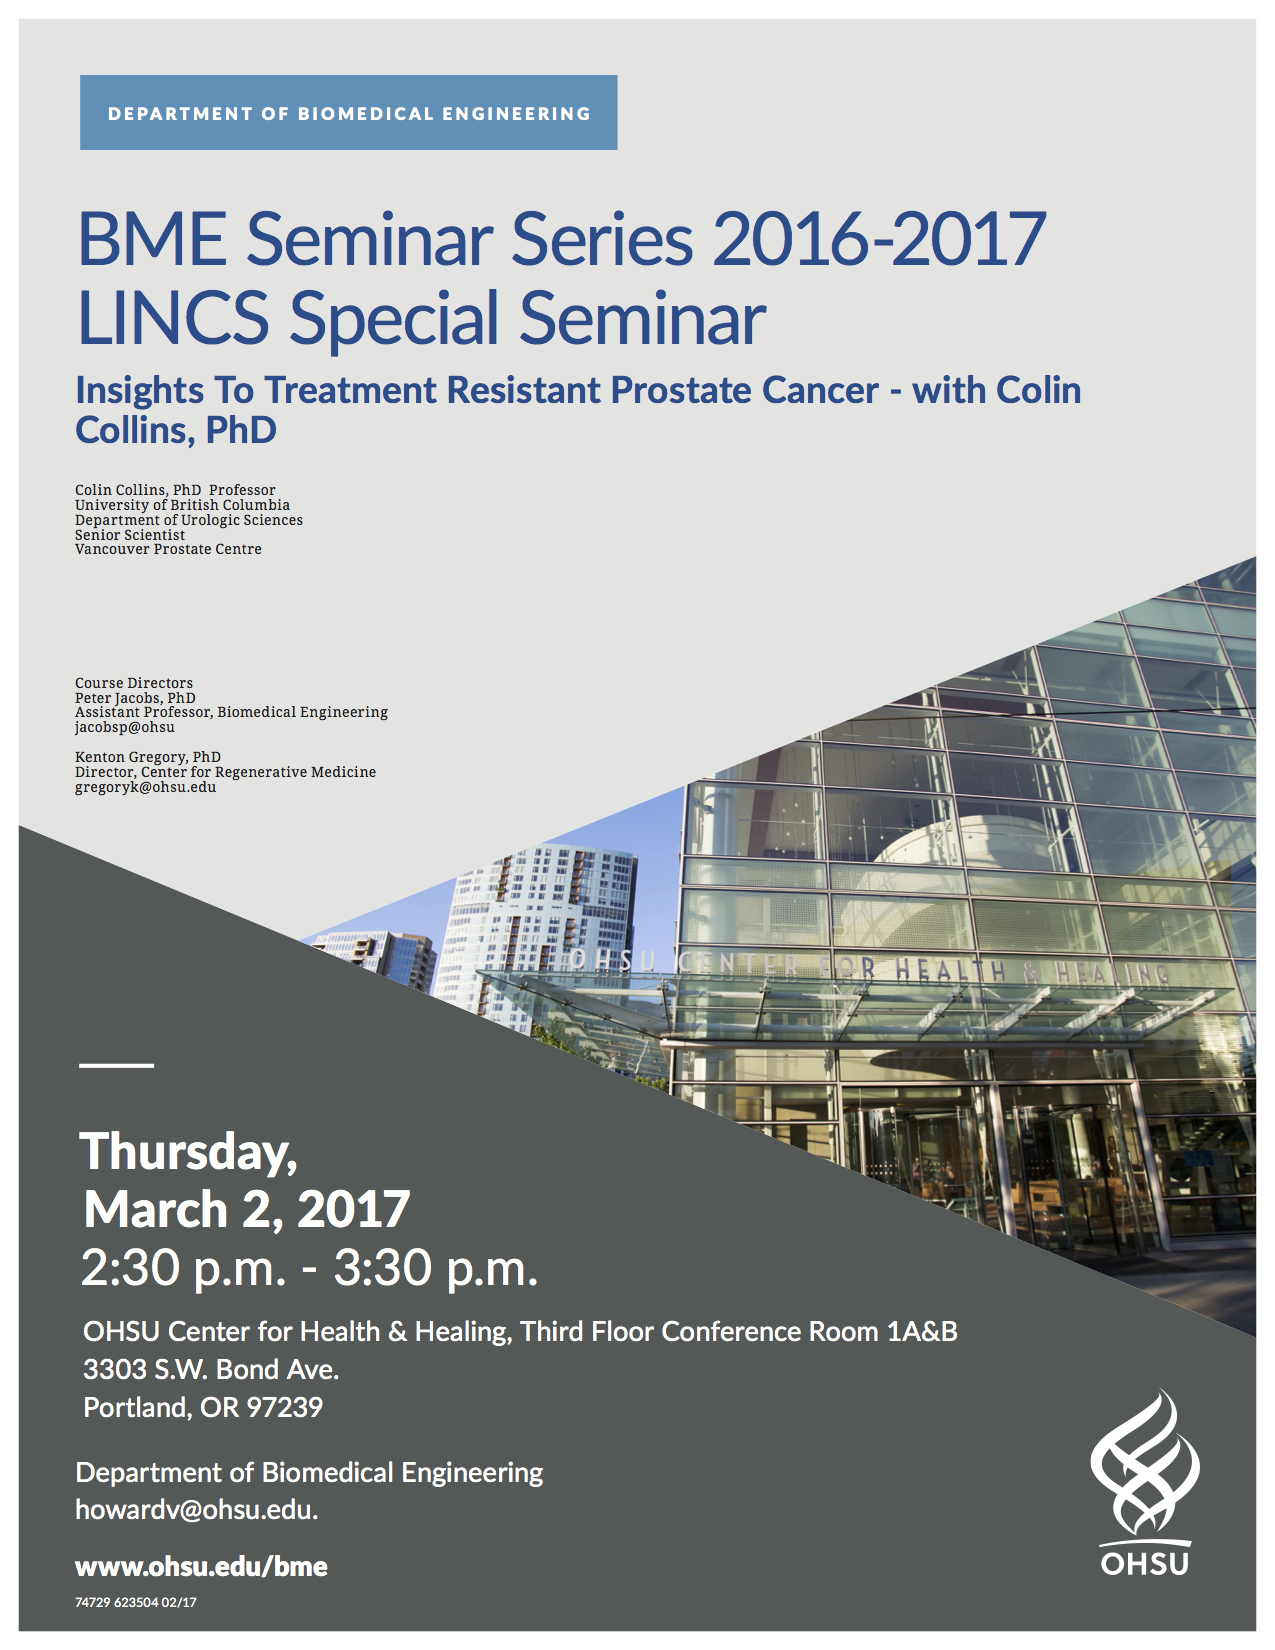 DEPARTMENT OF BIOMEDICAL ENGINEERING
BME Seminar Series 2016-2017
LINCS Special Seminar
Insights To Treatment Resistant Prostate Cancer - with Colin
Collins, PhD
Colin Collins, PhD  Professor
University of British Columbia
Department of Urologic Sciences
Senior Scientist
Vancouver Prostate Centre
Course Directors
Peter Jacobs, PhD
Assistant Professor, Biomedical Engineering
jacobsp@ohsu
Kenton Gregory, PhD
Director, Center for Regenerative Medicine
gregoryk@ohsu.edu
OHSU CENTER FOR HEALTH & HEALING
Thursday,
March 2, 2017
2:30 p.m. - 3:30 p.m.
OHSU Center for Health & Healing, Third Floor Conference Room 1A&B
3303 S.W. Bond Ave.
Portland, OR 97239
Department of Biomedical Engineering
howardv@ohsu.edu.
www.ohsu.edu/bme
74729 623504 02/17
OHSU